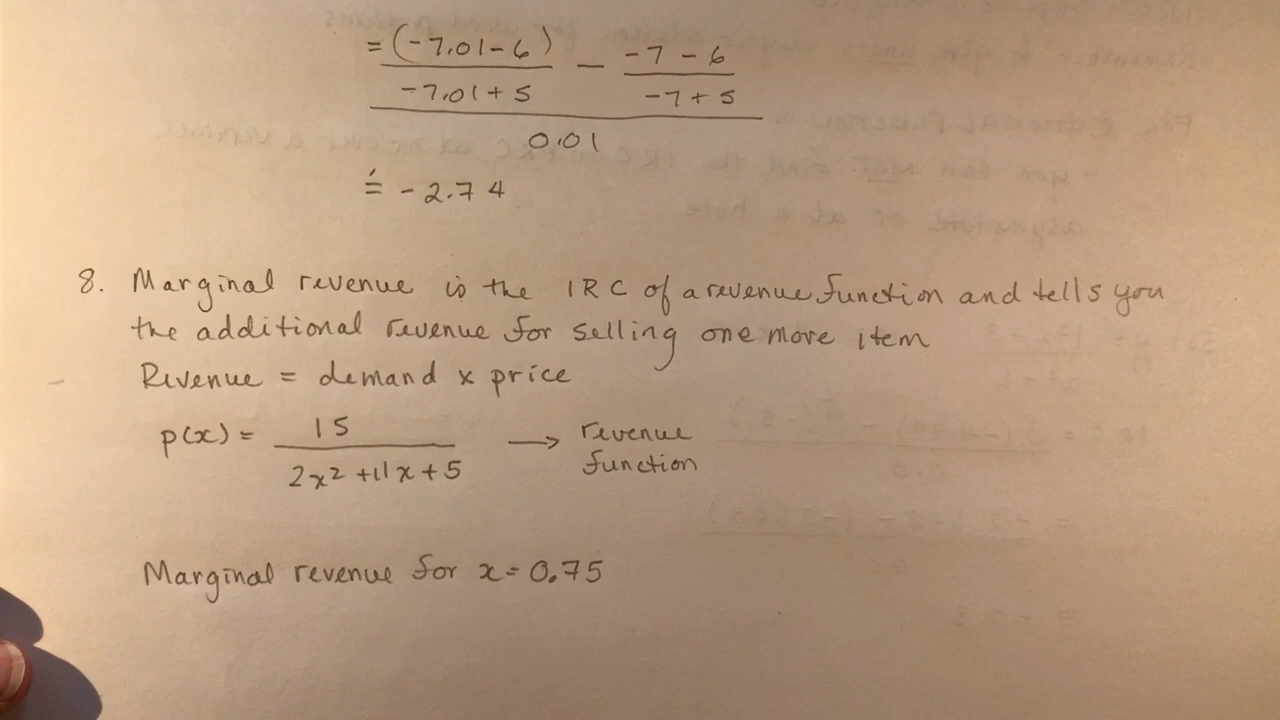 = (-7.01-6) / -7.01+5 - -7-6 / -7+5
0.01
≐ -2.74
8. Marginal revenue is the IRC of a revenue function and tells you
the additional revenue for selling one more item
Revenue = demand x price
p(x) = 15 / 2x²+11x+5 → revenue function
Marginal revenue for x=0.75